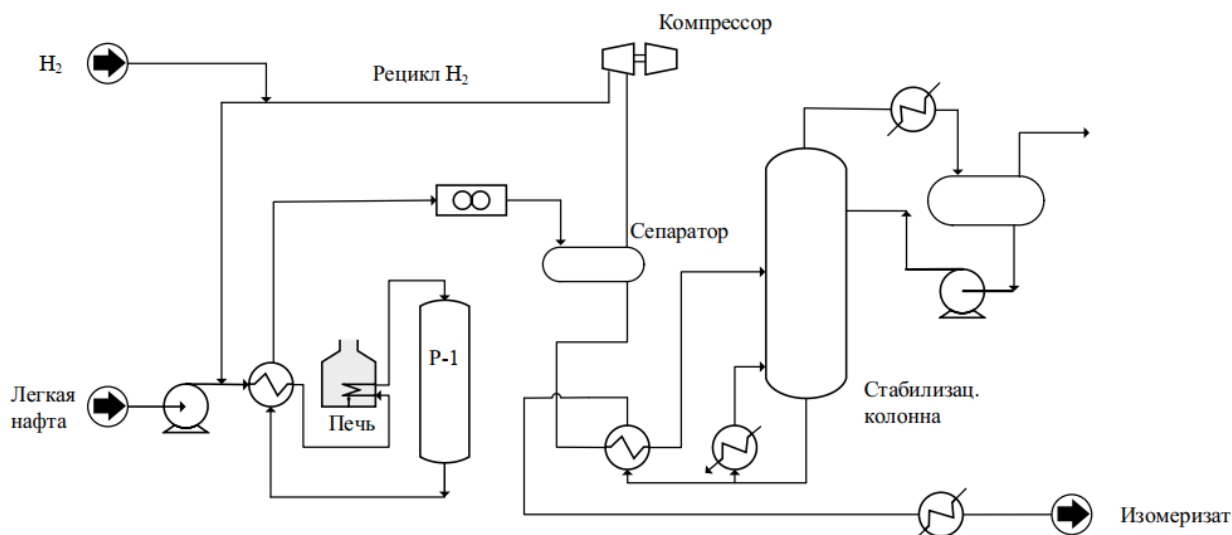 Компрессор
H₂
Рецикл H₂
Сепаратор
Р-1
Легкая
нафта
Печь
Стабилизац.
колонна
Изомеризат